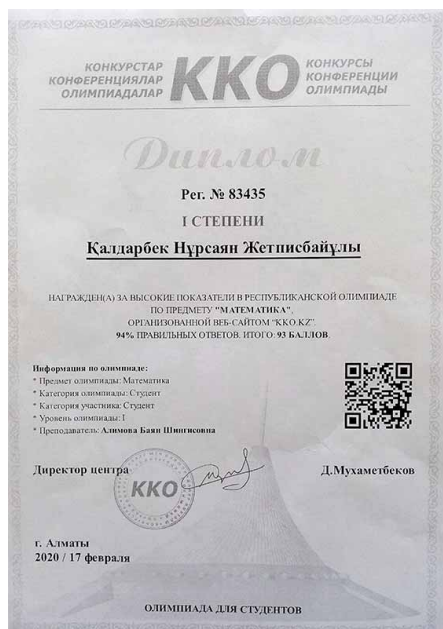 КОНКУРСТАР
КОНФЕРЕНЦИЯЛАР
ОЛИМПИАДАЛАР
ККО
КОНКУРСЫ
КОНФЕРЕНЦИИ
ОЛИМПИАДЫ
Диплом
Рег. № 83435
I СТЕПЕНИ
Қалдарбек Нұрсаян Жетписбайұлы
НАГРАЖДЕН(А) ЗА ВЫСОКИЕ ПОКАЗАТЕЛИ В РЕСПУБЛИКАНСКОЙ ОЛИМПИАДЕ
ПО ПРЕДМЕТУ "МАТЕМАТИКА",
ОРГАНИЗОВАННОЙ ВЕБ-САЙТОМ "KKO.KZ".
94% ПРАВИЛЬНЫХ ОТВЕТОВ. ИТОГО: 93 БАЛЛОВ.
Информация по олимпиаде:
* Предмет олимпиады: Математика
* Категория олимпиады: Студент
* Категория участника: Студент
* Уровень олимпиады: I
* Преподаватель: Алимова Баян Шингисовна
Директор центра
Д.Мухаметбеков
ККО
г. Алматы
2020 / 17 февраля
ОЛИМПИАДА ДЛЯ СТУДЕНТОВ